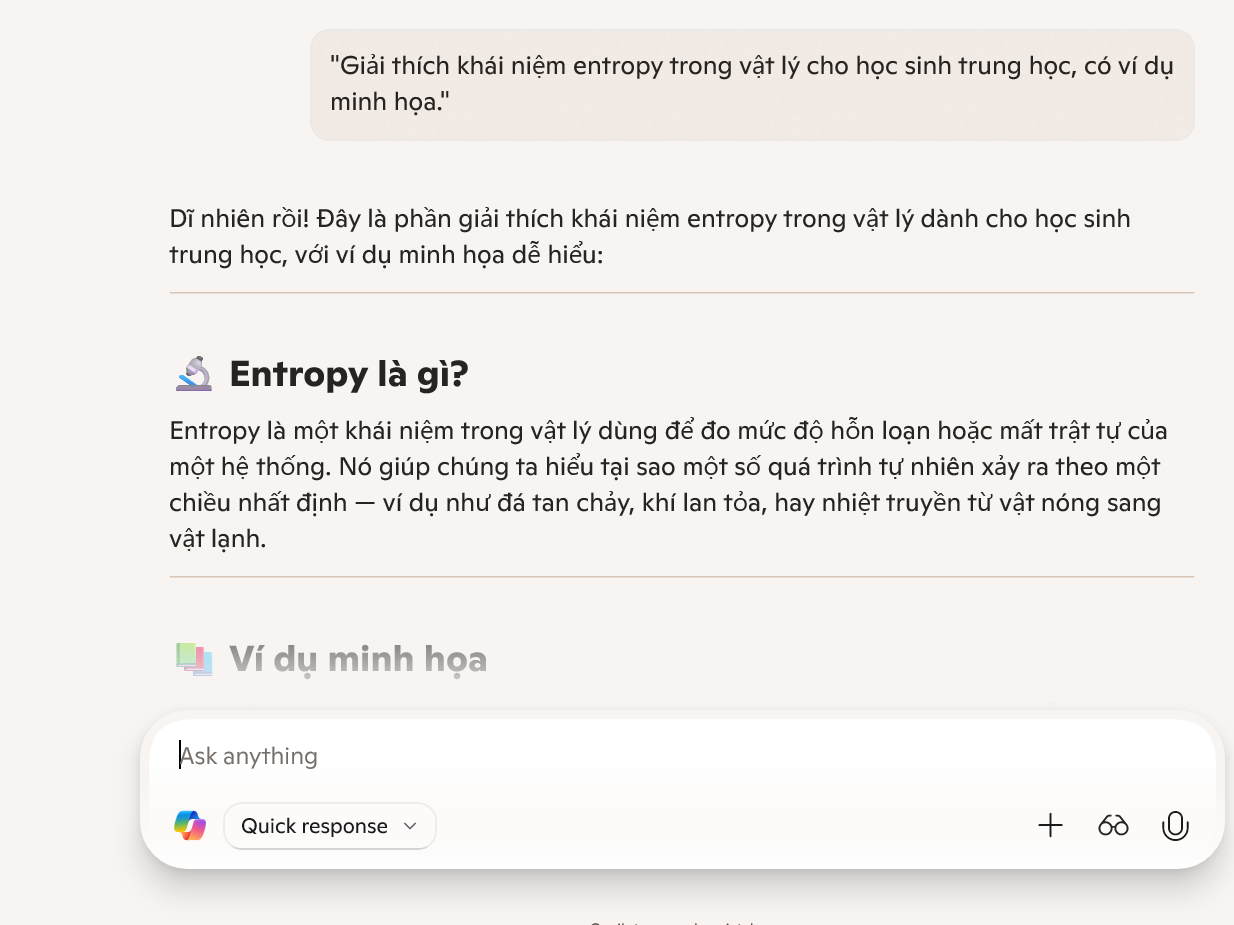 "Giải thích khái niệm entropy trong vật lý cho học sinh trung học, có ví dụ
minh họa."
Dĩ nhiên rồi! Đây là phần giải thích khái niệm entropy trong vật lý dành cho học sinh
trung học, với ví dụ minh họa dễ hiểu:
Entropy là gì?
Entropy là một khái niệm trong vật lý dùng để đo mức độ hỗn loạn hoặc mất trật tự của
một hệ thống. Nó giúp chúng ta hiểu tại sao một số quá trình tự nhiên xảy ra theo một
chiều nhất định — ví dụ như đá tan chảy, khí lan tỏa, hay nhiệt truyền từ vật nóng sang
vật lạnh.
Ví dụ minh họa
Ask anything
Quick response